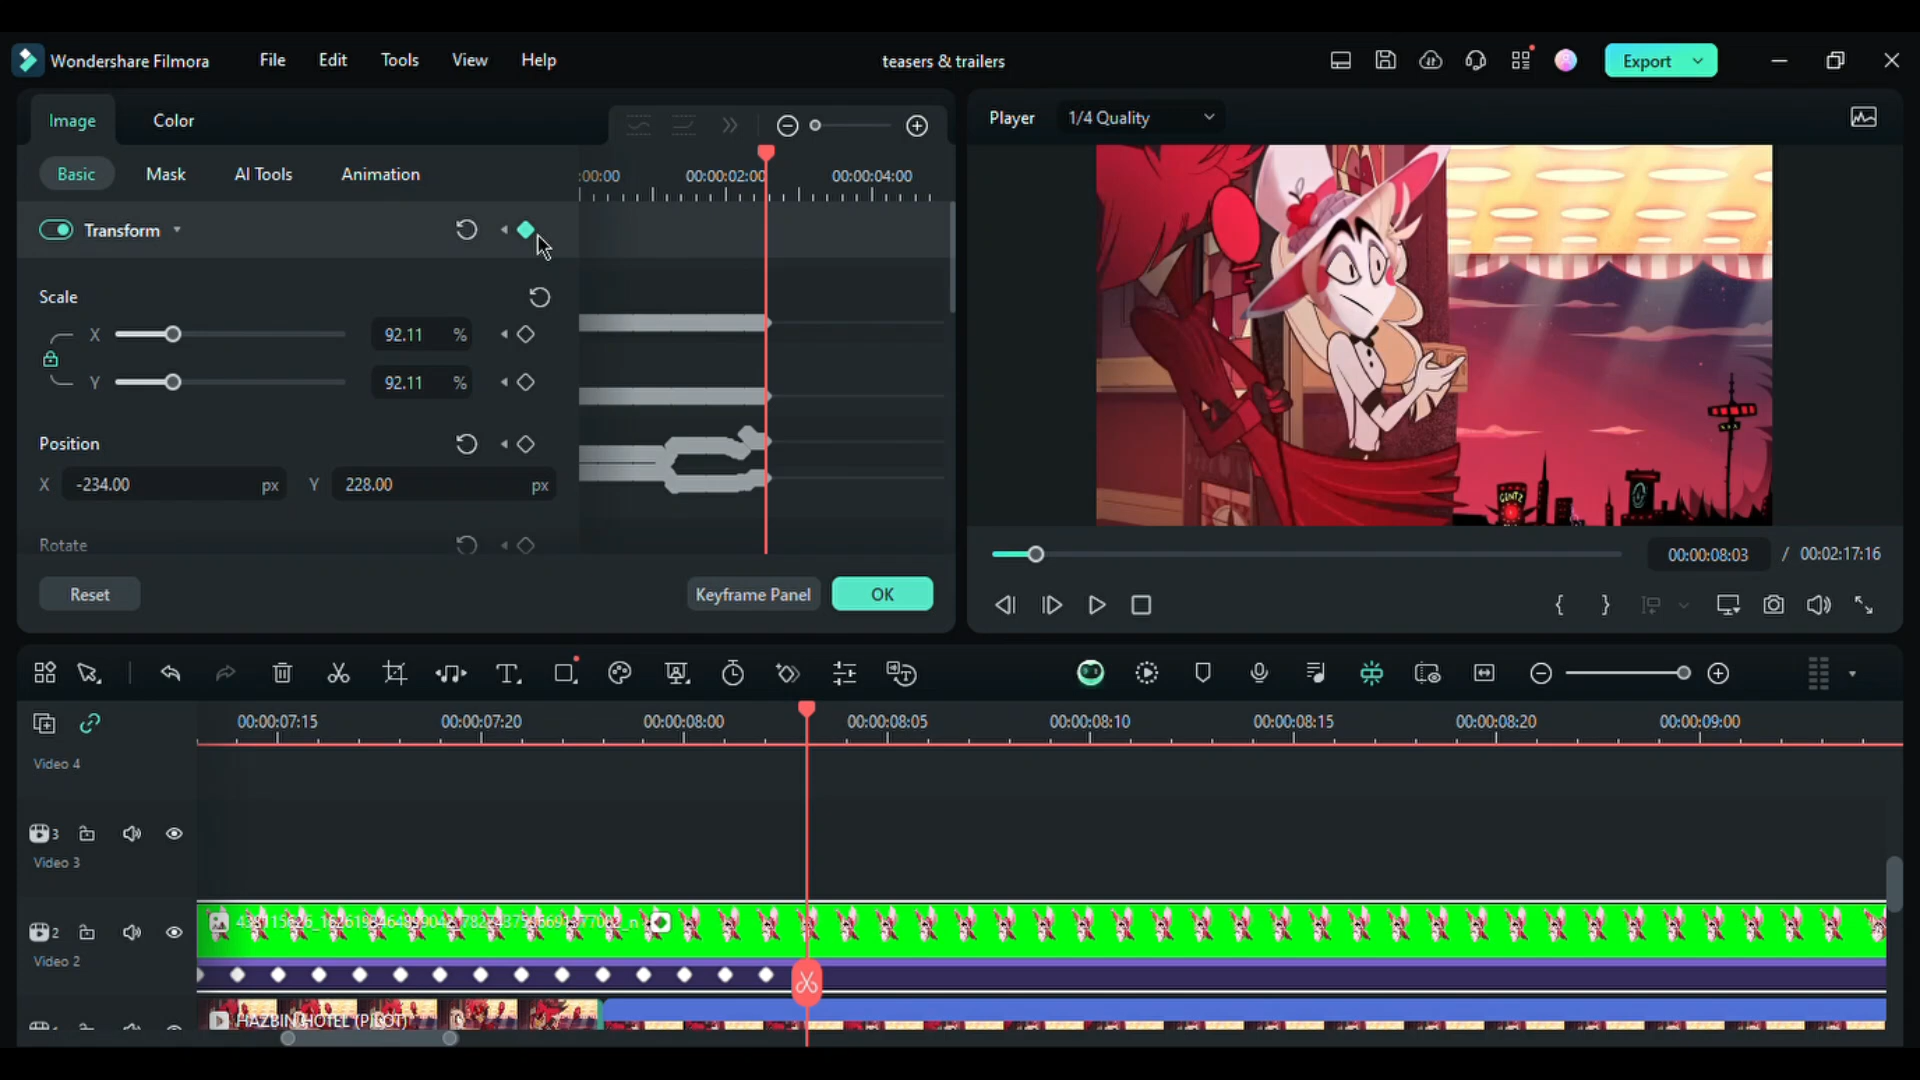 Wondershare Filmora
File
Edit
Tools
View
Help
teasers & trailers
Export
Image
Color
Basic
Mask
AI Tools
Animation
:00:00
00:00:02:00
00:00:04:00
Transform
Scale
X
92.11
%
Y
92.11
%
Position
X
-234.00
px
Y
228.00
px
Rotate
Reset
Keyframe Panel
OK
Player
1/4 Quality
00:00:08:03
/
00:02:17:16
00:00:07:15
00:00:07:20
00:00:08:00
00:00:08:05
00:00:08:10
00:00:08:15
00:00:08:20
00:00:09:00
Video 4
3
Video 3
2
Video 2
HAZBIN HOTEL (PILOT)